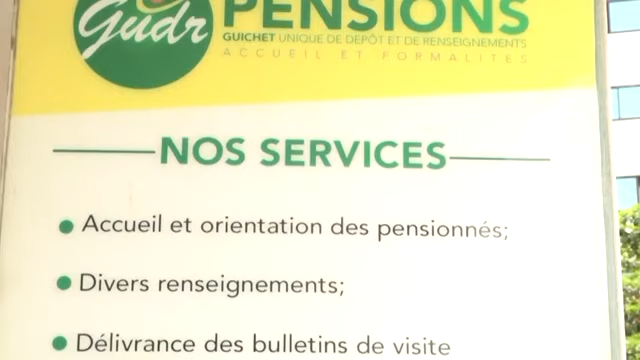 Gudr
PENSIONS
GUICHET UNIQUE DE DÉPÔT ET DE RENSEIGNEMENTS
ACCUEIL ET FORMALITES
NOS SERVICES
Accueil et orientation des pensionnés;
Divers renseignements;
Délivrance des bulletins de visite